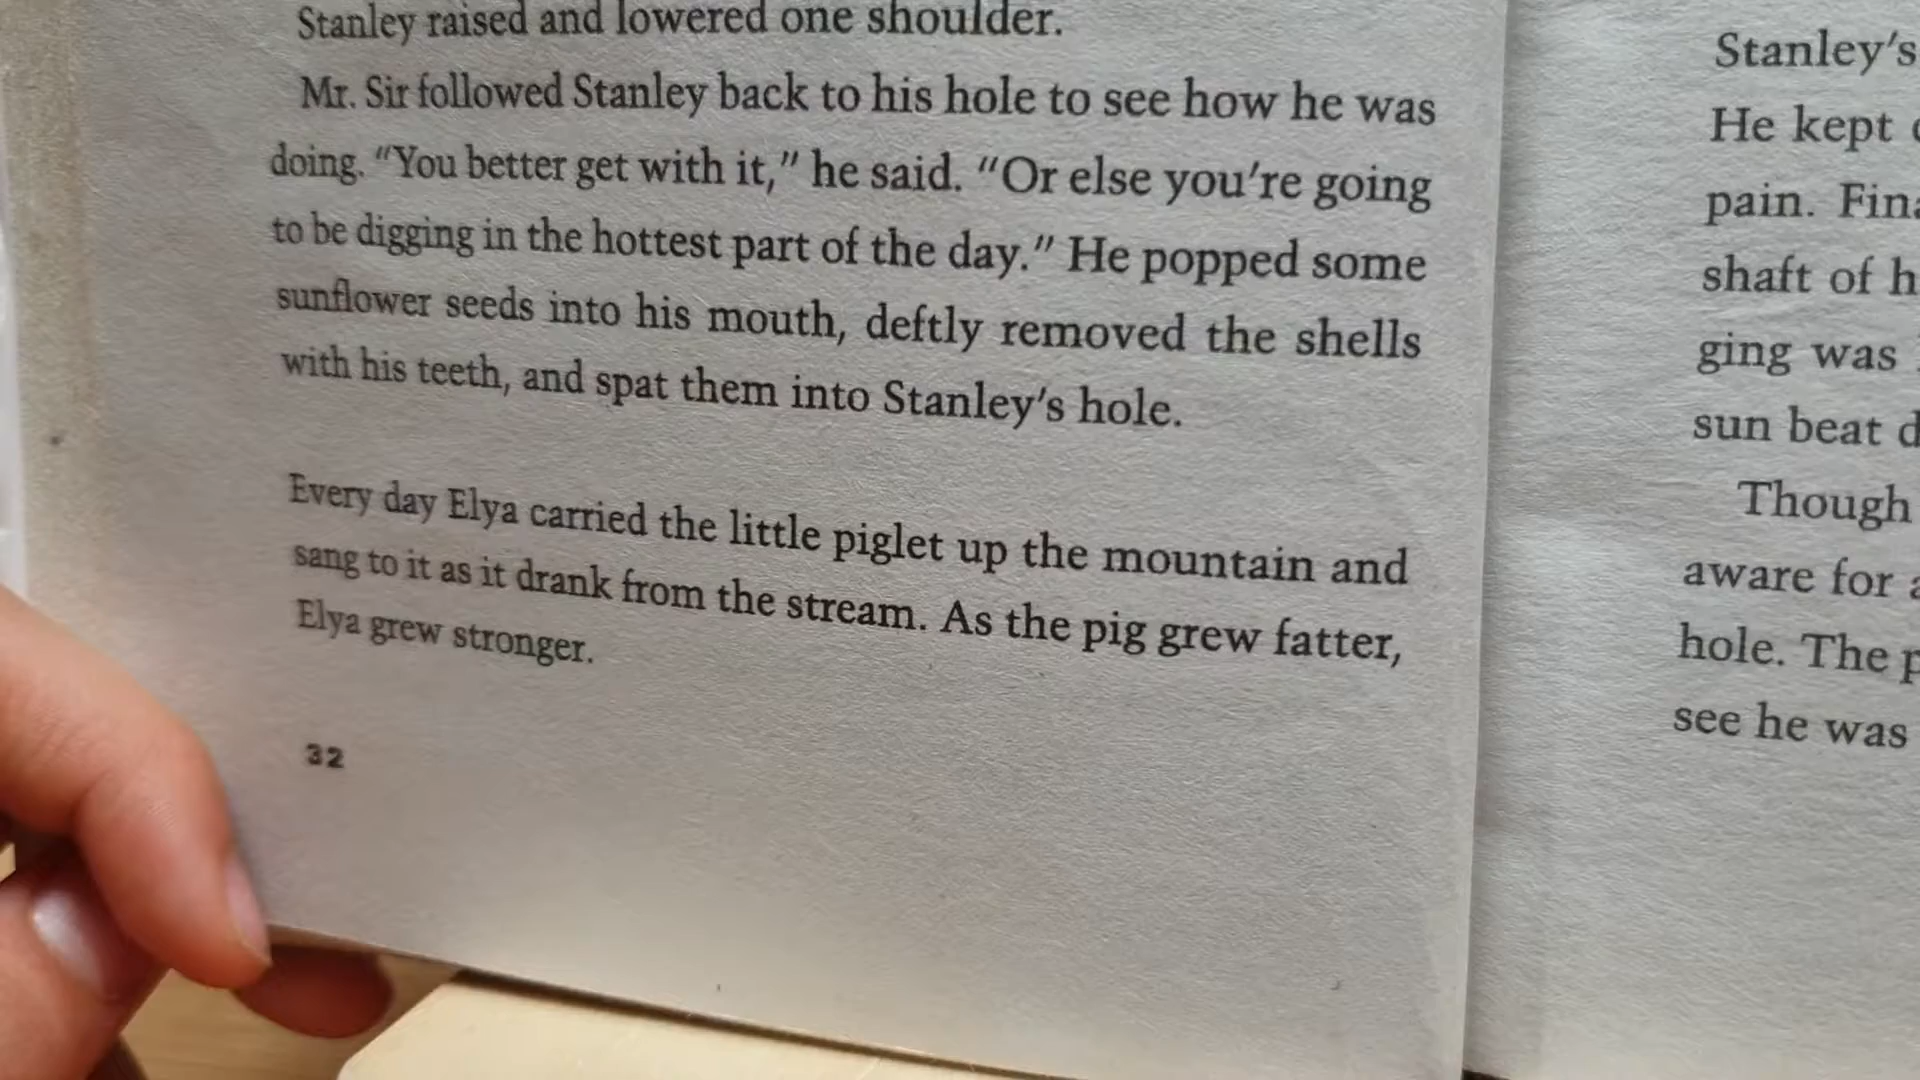 Stanley raised and lowered one shoulder.
Mr. Sir followed Stanley back to his hole to see how he was
doing. “You better get with it,” he said. “Or else you’re going
to be digging in the hottest part of the day.” He popped some
sunflower seeds into his mouth, deftly removed the shells
with his teeth, and spat them into Stanley’s hole.
Every day Elya carried the little piglet up the mountain and
sang to it as it drank from the stream. As the pig grew fatter,
Elya grew stronger.
32
Stanley’s
He kept
pain.
shaft of
ging was
sun beat
Though
aware for
hole. The
see he was